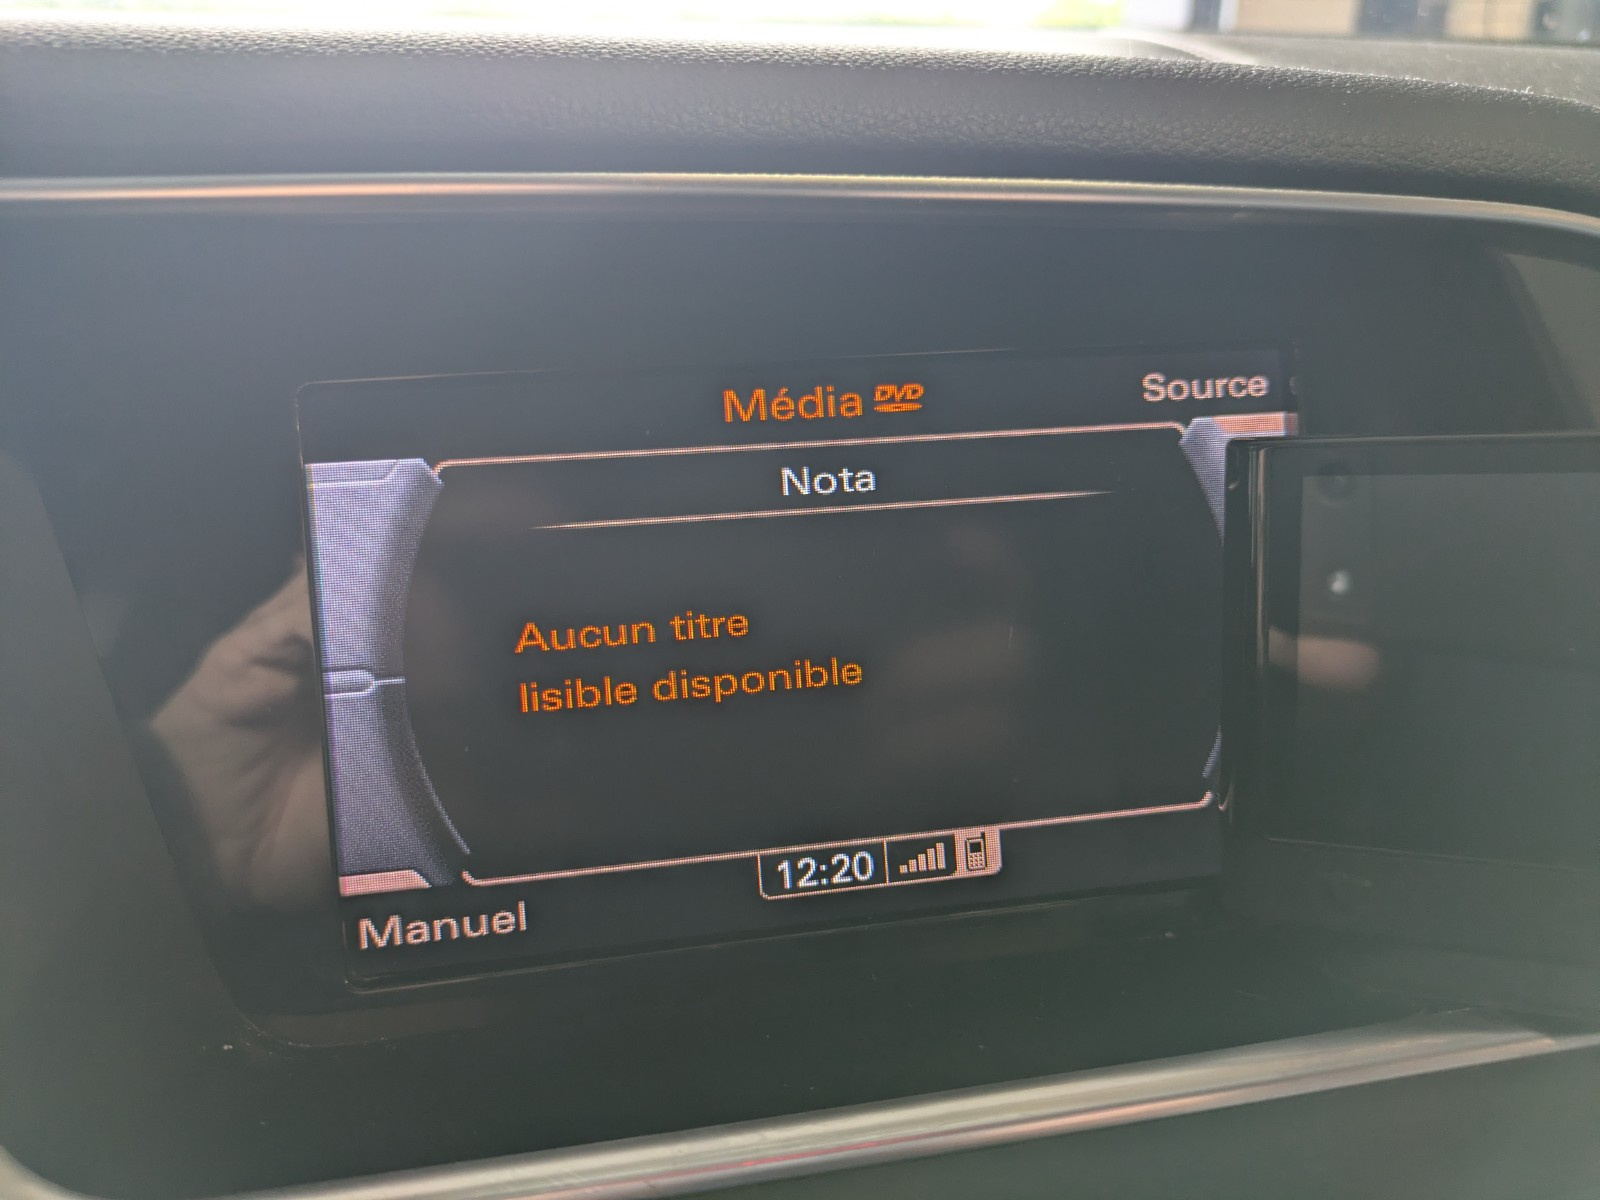 Média DVD
Source
Nota
Aucun titre
lisible disponible
12:20
Manuel